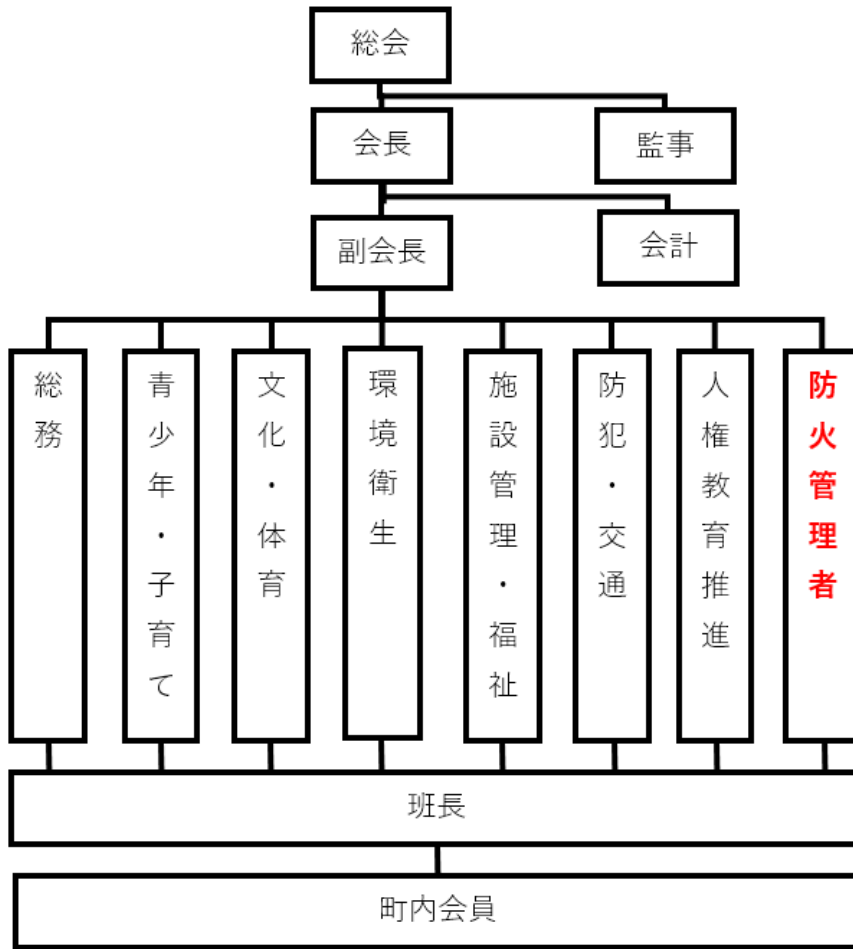 総会
会長
監事
副会長
会計
総務
青少年・子育て
文化・体育
環境衛生
施設管理・福祉
防犯・交通
人権教育推進
防火管理者
班長
町内会員